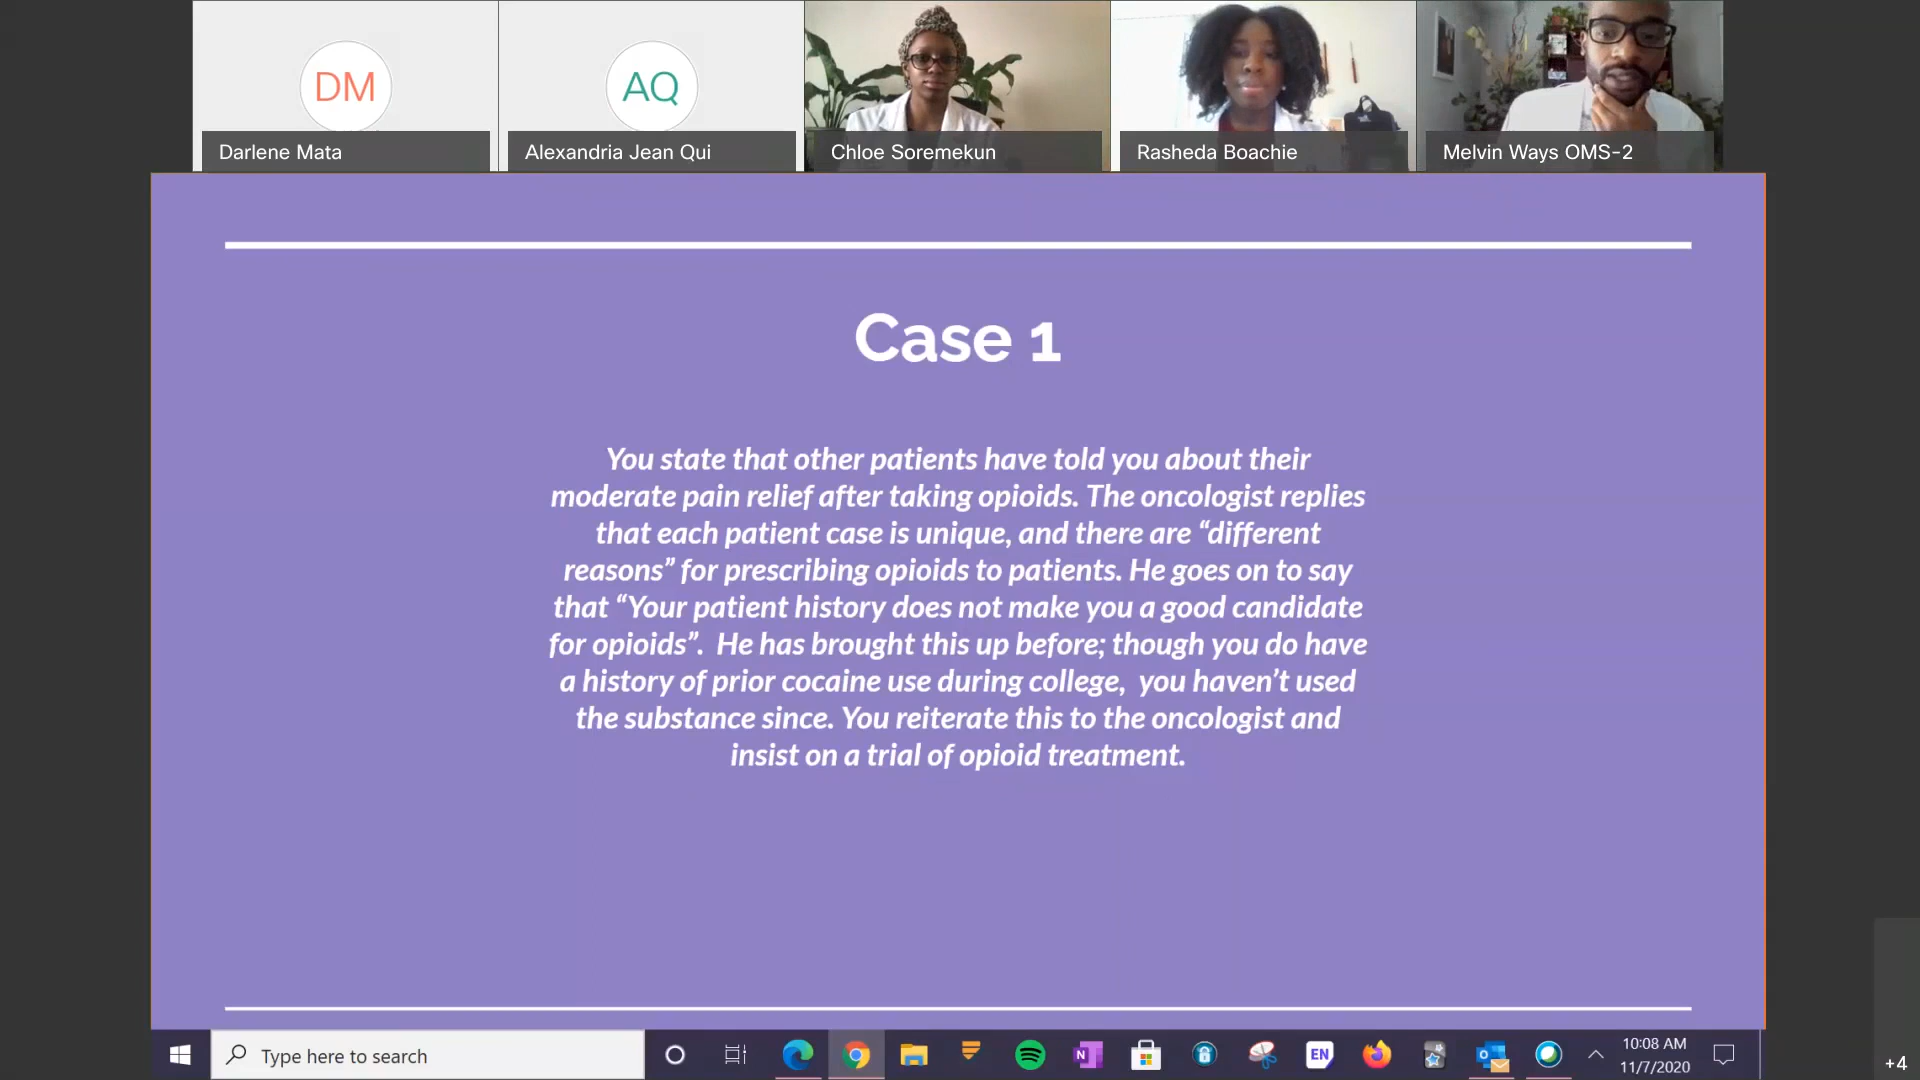 DM
AQ
Darlene Mata
Alexandria Jean Qui
Chloe Soremekun
Rasheda Boachie
Melvin Ways OMS-2
Case 1
You state that other patients have told you about their
moderate pain relief after taking opioids. The oncologist replies
that each patient case is unique, and there are “different
reasons” for prescribing opioids to patients. He goes on to say
that “Your patient history does not make you a good candidate
for opioids”.  He has brought this up before; though you do have
a history of prior cocaine use during college,  you haven’t used
the substance since. You reiterate this to the oncologist and
insist on a trial of opioid treatment.
Type here to search
N
EN
o
10:08 AM
11/7/2020
+4